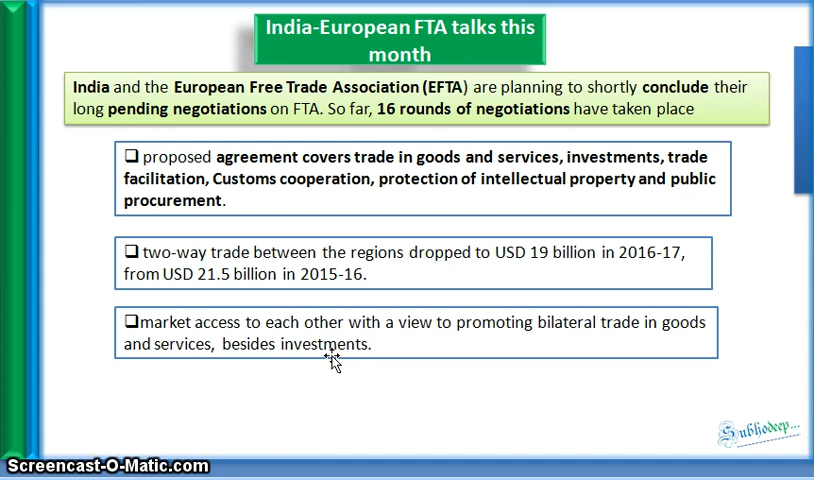 India-European FTA talks this
month
India and the European Free Trade Association (EFTA) are planning to shortly conclude their
long pending negotiations on FTA. So far, 16 rounds of negotiations have taken place
proposed agreement covers trade in goods and services, investments, trade
facilitation, Customs cooperation, protection of intellectual property and public
procurement.
two-way trade between the regions dropped to USD 19 billion in 2016-17,
from USD 21.5 billion in 2015-16.
market access to each other with a view to promoting bilateral trade in goods
and services, besides investments.
Subhodeep...
Screencast-O-Matic.com